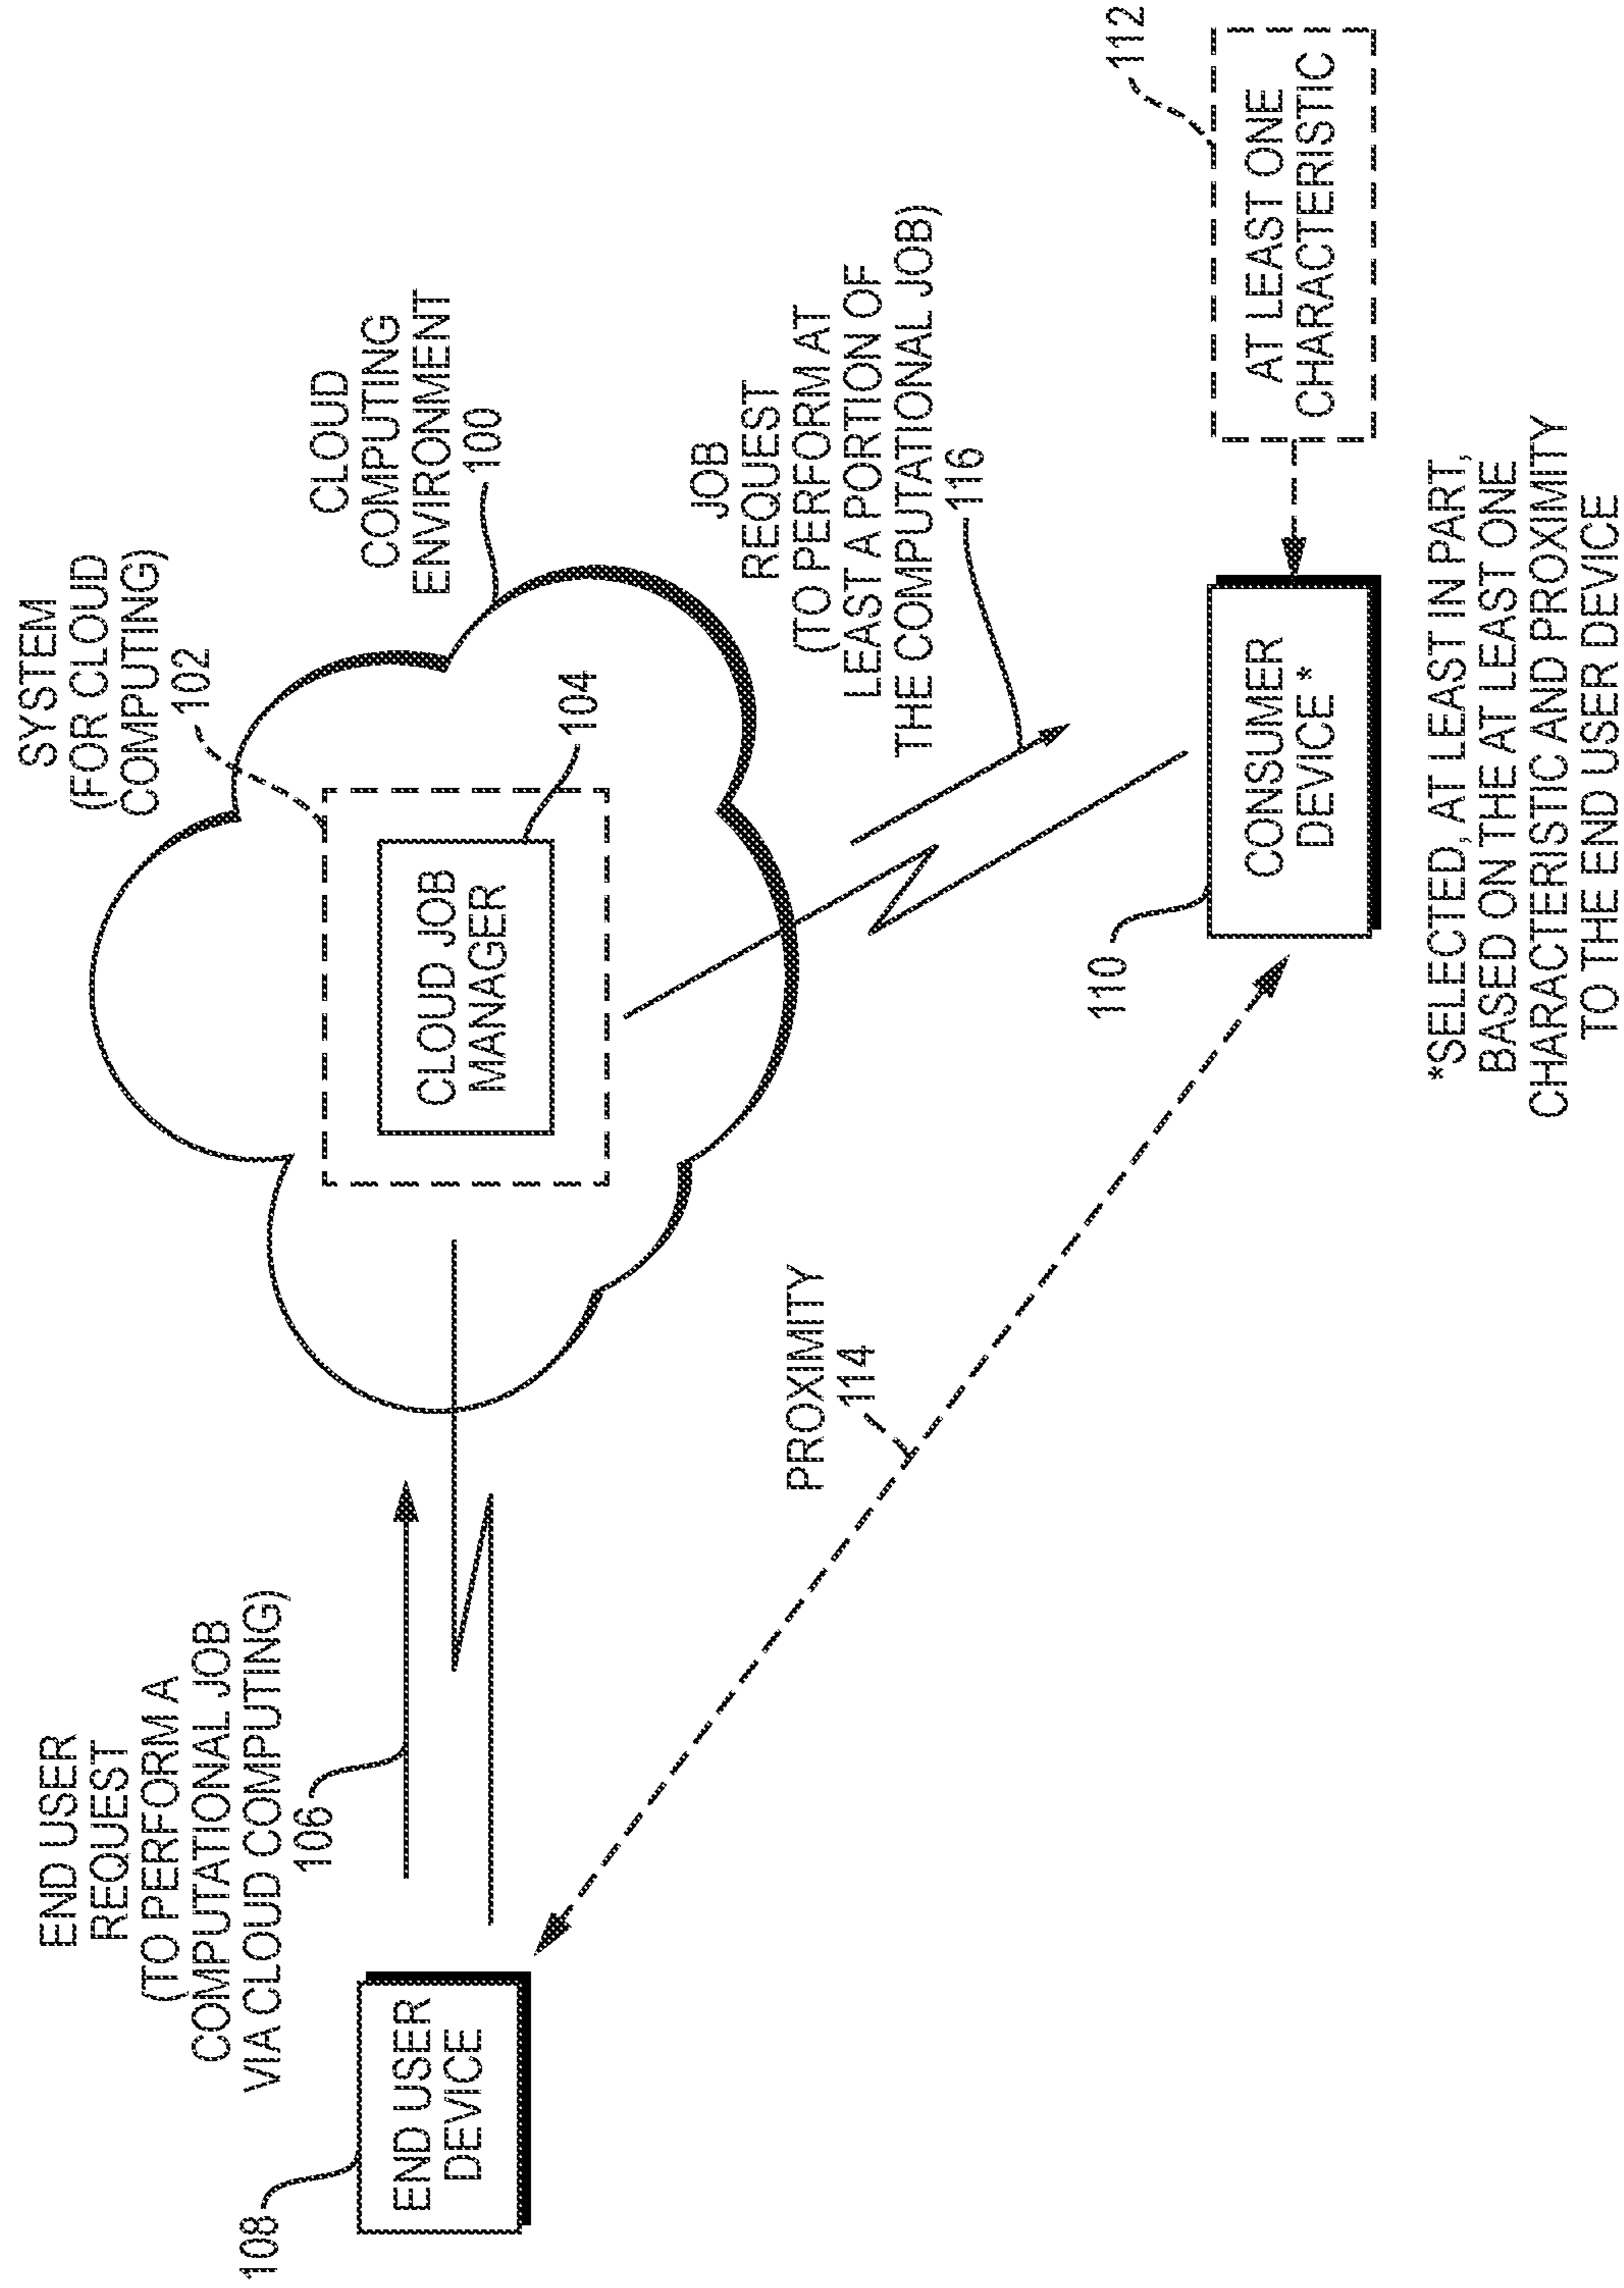 END USER
REQUEST
(TO PERFORM A
COMPUTATIONAL JOB
VIA CLOUD COMPUTING)
106
108
END USER
DEVICE
SYSTEM
(FOR CLOUD
COMPUTING)
102
CLOUD JOB
MANAGER
104
CLOUD
COMPUTING
ENVIRONMENT
100
JOB
REQUEST
(TO PERFORM AT
LEAST A PORTION OF
THE COMPUTATIONAL JOB)
116
PROXIMITY
114
110
CONSUMER
DEVICE*
112
AT LEAST ONE
CHARACTERISTIC
*SELECTED, AT LEAST IN PART,
BASED ON THE AT LEAST ONE
CHARACTERISTIC AND PROXIMITY
TO THE END USER DEVICE